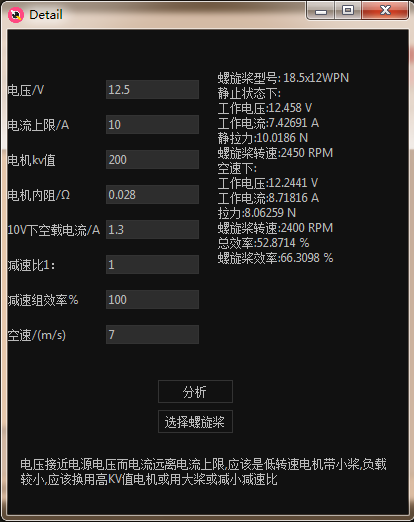 Detail
电压/V
12.5
电流上限/A
10
电机kv值
200
电机内阻/Ω
0.028
10V下空载电流/A
1.3
减速比1:
1
减速组效率%
100
空速/(m/s)
7
螺旋桨型号: 18.5x12WPN
静止状态下:
工作电压:12.458 V
工作电流:7.42691 A
静拉力:10.0186 N
螺旋桨转速:2450 RPM
空速下:
工作电压:12.2441 V
工作电流:8.71816 A
拉力:8.06259 N
螺旋桨转速:2400 RPM
总效率:52.8714 %
螺旋桨效率:66.3098 %
分析
选择螺旋桨
电压接近电源电压而电流远离电流上限,应该是低转速电机带小桨,负载
较小,应该换用高KV值电机或用大桨或减小减速比